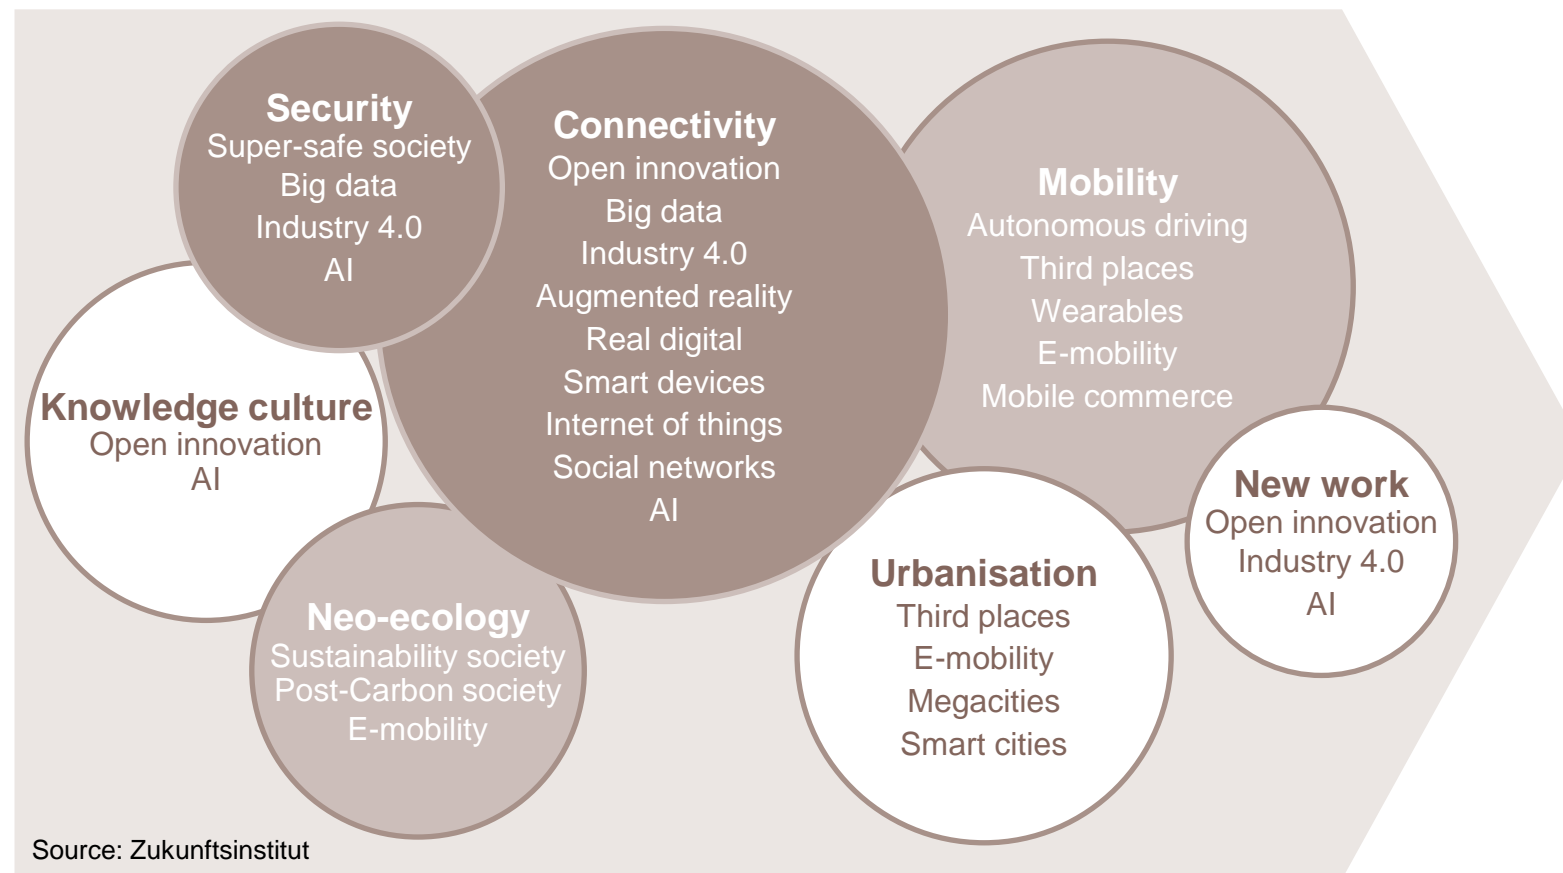 Security
Super-safe society
Big data
Industry 4.0
AI
Connectivity
Open innovation
Big data
Industry 4.0
Augmented reality
Real digital
Smart devices
Internet of things
Social networks
AI
Mobility
Autonomous driving
Third places
Wearables
E-mobility
Mobile commerce
Knowledge culture
Open innovation
AI
New work
Open innovation
Industry 4.0
AI
Neo-ecology
Sustainability society
Post-Carbon society
E-mobility
Urbanisation
Third places
E-mobility
Megacities
Smart cities
Source: Zukunftsinstitut